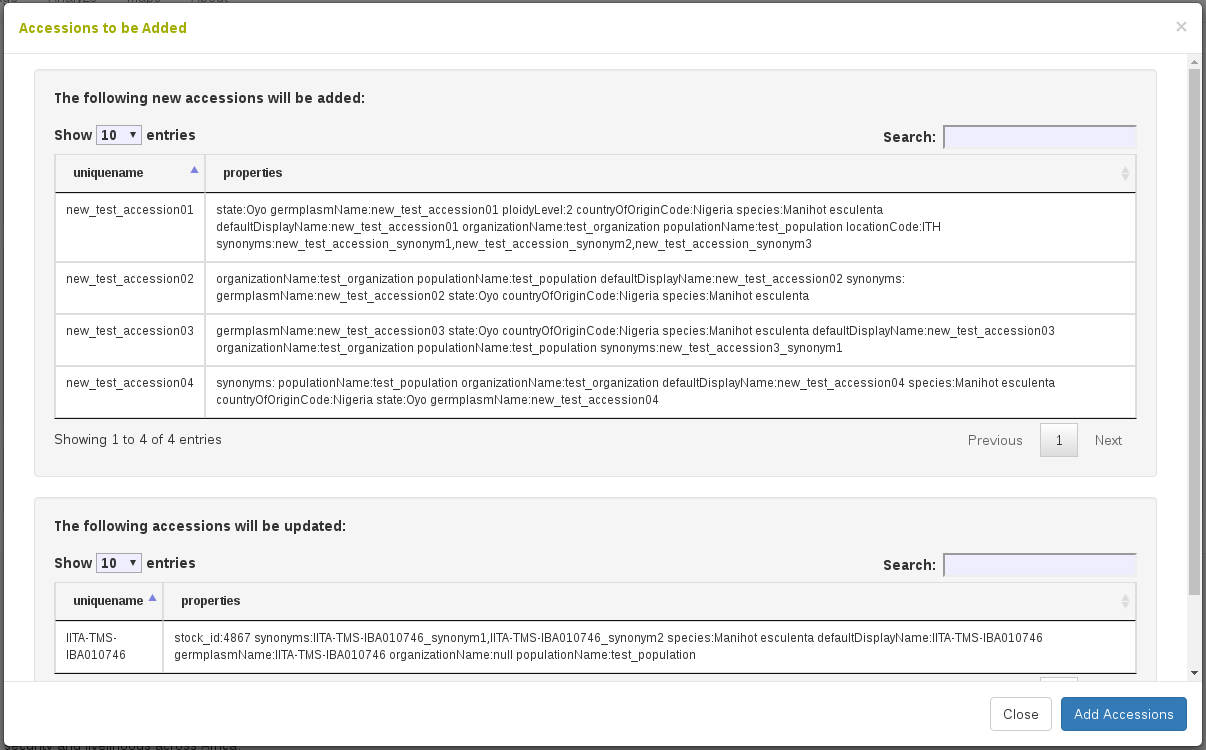 Accessions to be Added
×
The following new accessions will be added:
Show 10 entries
Search:
uniquename properties
new_test_accession01 state:Oyo germplasmName:new_test_accession01 ploidyLevel:2 countryOfOriginCode:Nigeria species:Manihot esculenta
defaultDisplayName:new_test_accession01 organizationName:test_organization populationName:test_population locationCode:ITH
synonyms:new_test_accession_synonym1,new_test_accession_synonym2,new_test_accession_synonym3
new_test_accession02 organizationName:test_organization populationName:test_population defaultDisplayName:new_test_accession02 synonyms:
germplasmName:new_test_accession02 state:Oyo countryOfOriginCode:Nigeria species:Manihot esculenta
new_test_accession03 germplasmName:new_test_accession03 state:Oyo countryOfOriginCode:Nigeria species:Manihot esculenta defaultDisplayName:new_test_accession03
organizationName:test_organization populationName:test_population synonyms:new_test_accession3_synonym1
new_test_accession04 synonyms: populationName:test_population organizationName:test_organization defaultDisplayName:new_test_accession04 species:Manihot esculenta
countryOfOriginCode:Nigeria state:Oyo germplasmName:new_test_accession04
Showing 1 to 4 of 4 entries
Previous 1 Next
The following accessions will be updated:
Show 10 entries
Search:
uniquename properties
IITA-TMS- stock_id:4867 synonyms:IITA-TMS-IBA010746_synonym1,IITA-TMS-IBA010746_synonym2 species:Manihot esculenta defaultDisplayName:IITA-TMS-IBA010746
IBA010746 germplasmName:IITA-TMS-IBA010746 organizationName:null populationName:test_population
Close Add Accessions